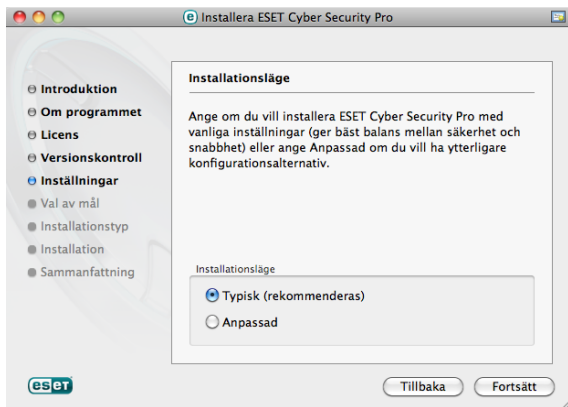 e Installera ESET Cyber Security Pro
Introduktion
Om programmet
Licens
Versionskontroll
Inställningar
Val av mål
Installationstyp
Installation
Sammanfattning
Installationsläge
Ange om du vill installera ESET Cyber Security Pro med
vanliga inställningar (ger bäst balans mellan säkerhet och
snabbhet) eller ange Anpassad om du vill ha ytterligare
konfigurationsalternativ.
Installationsläge
Typisk (rekommenderas)
Anpassad
eseT
Tillbaka
Fortsätt